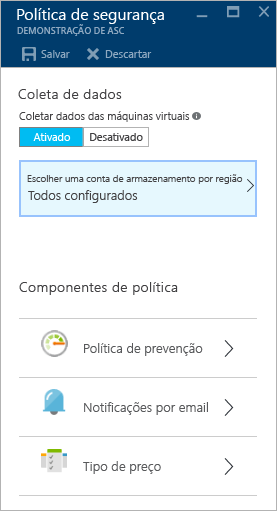 Política de segurança
DEMONSTRAÇÃO DE ASC
Salvar Descartar
Coleta de dados
Coletar dados das máquinas virtuais
Ativado Desativado
Escolher uma conta de armazenamento por região
Todos configurados
Componentes de política
Política de prevenção
Notificações por email
Tipo de preço